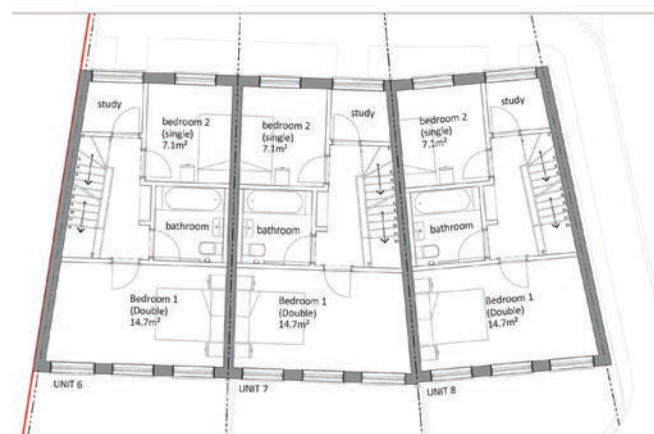 study
bedroom 2
(single)
7.1m²
bedroom 2
(single)
7.1m²
study
bedroom 2
(single)
7.1m²
study
bathroom
bathroom
bathroom
Bedroom 1
(Double)
14.7m²
Bedroom 1
(Double)
14.7m²
Bedroom 1
(Double)
14.7m²
UNIT 6
UNIT 7
UNIT 8